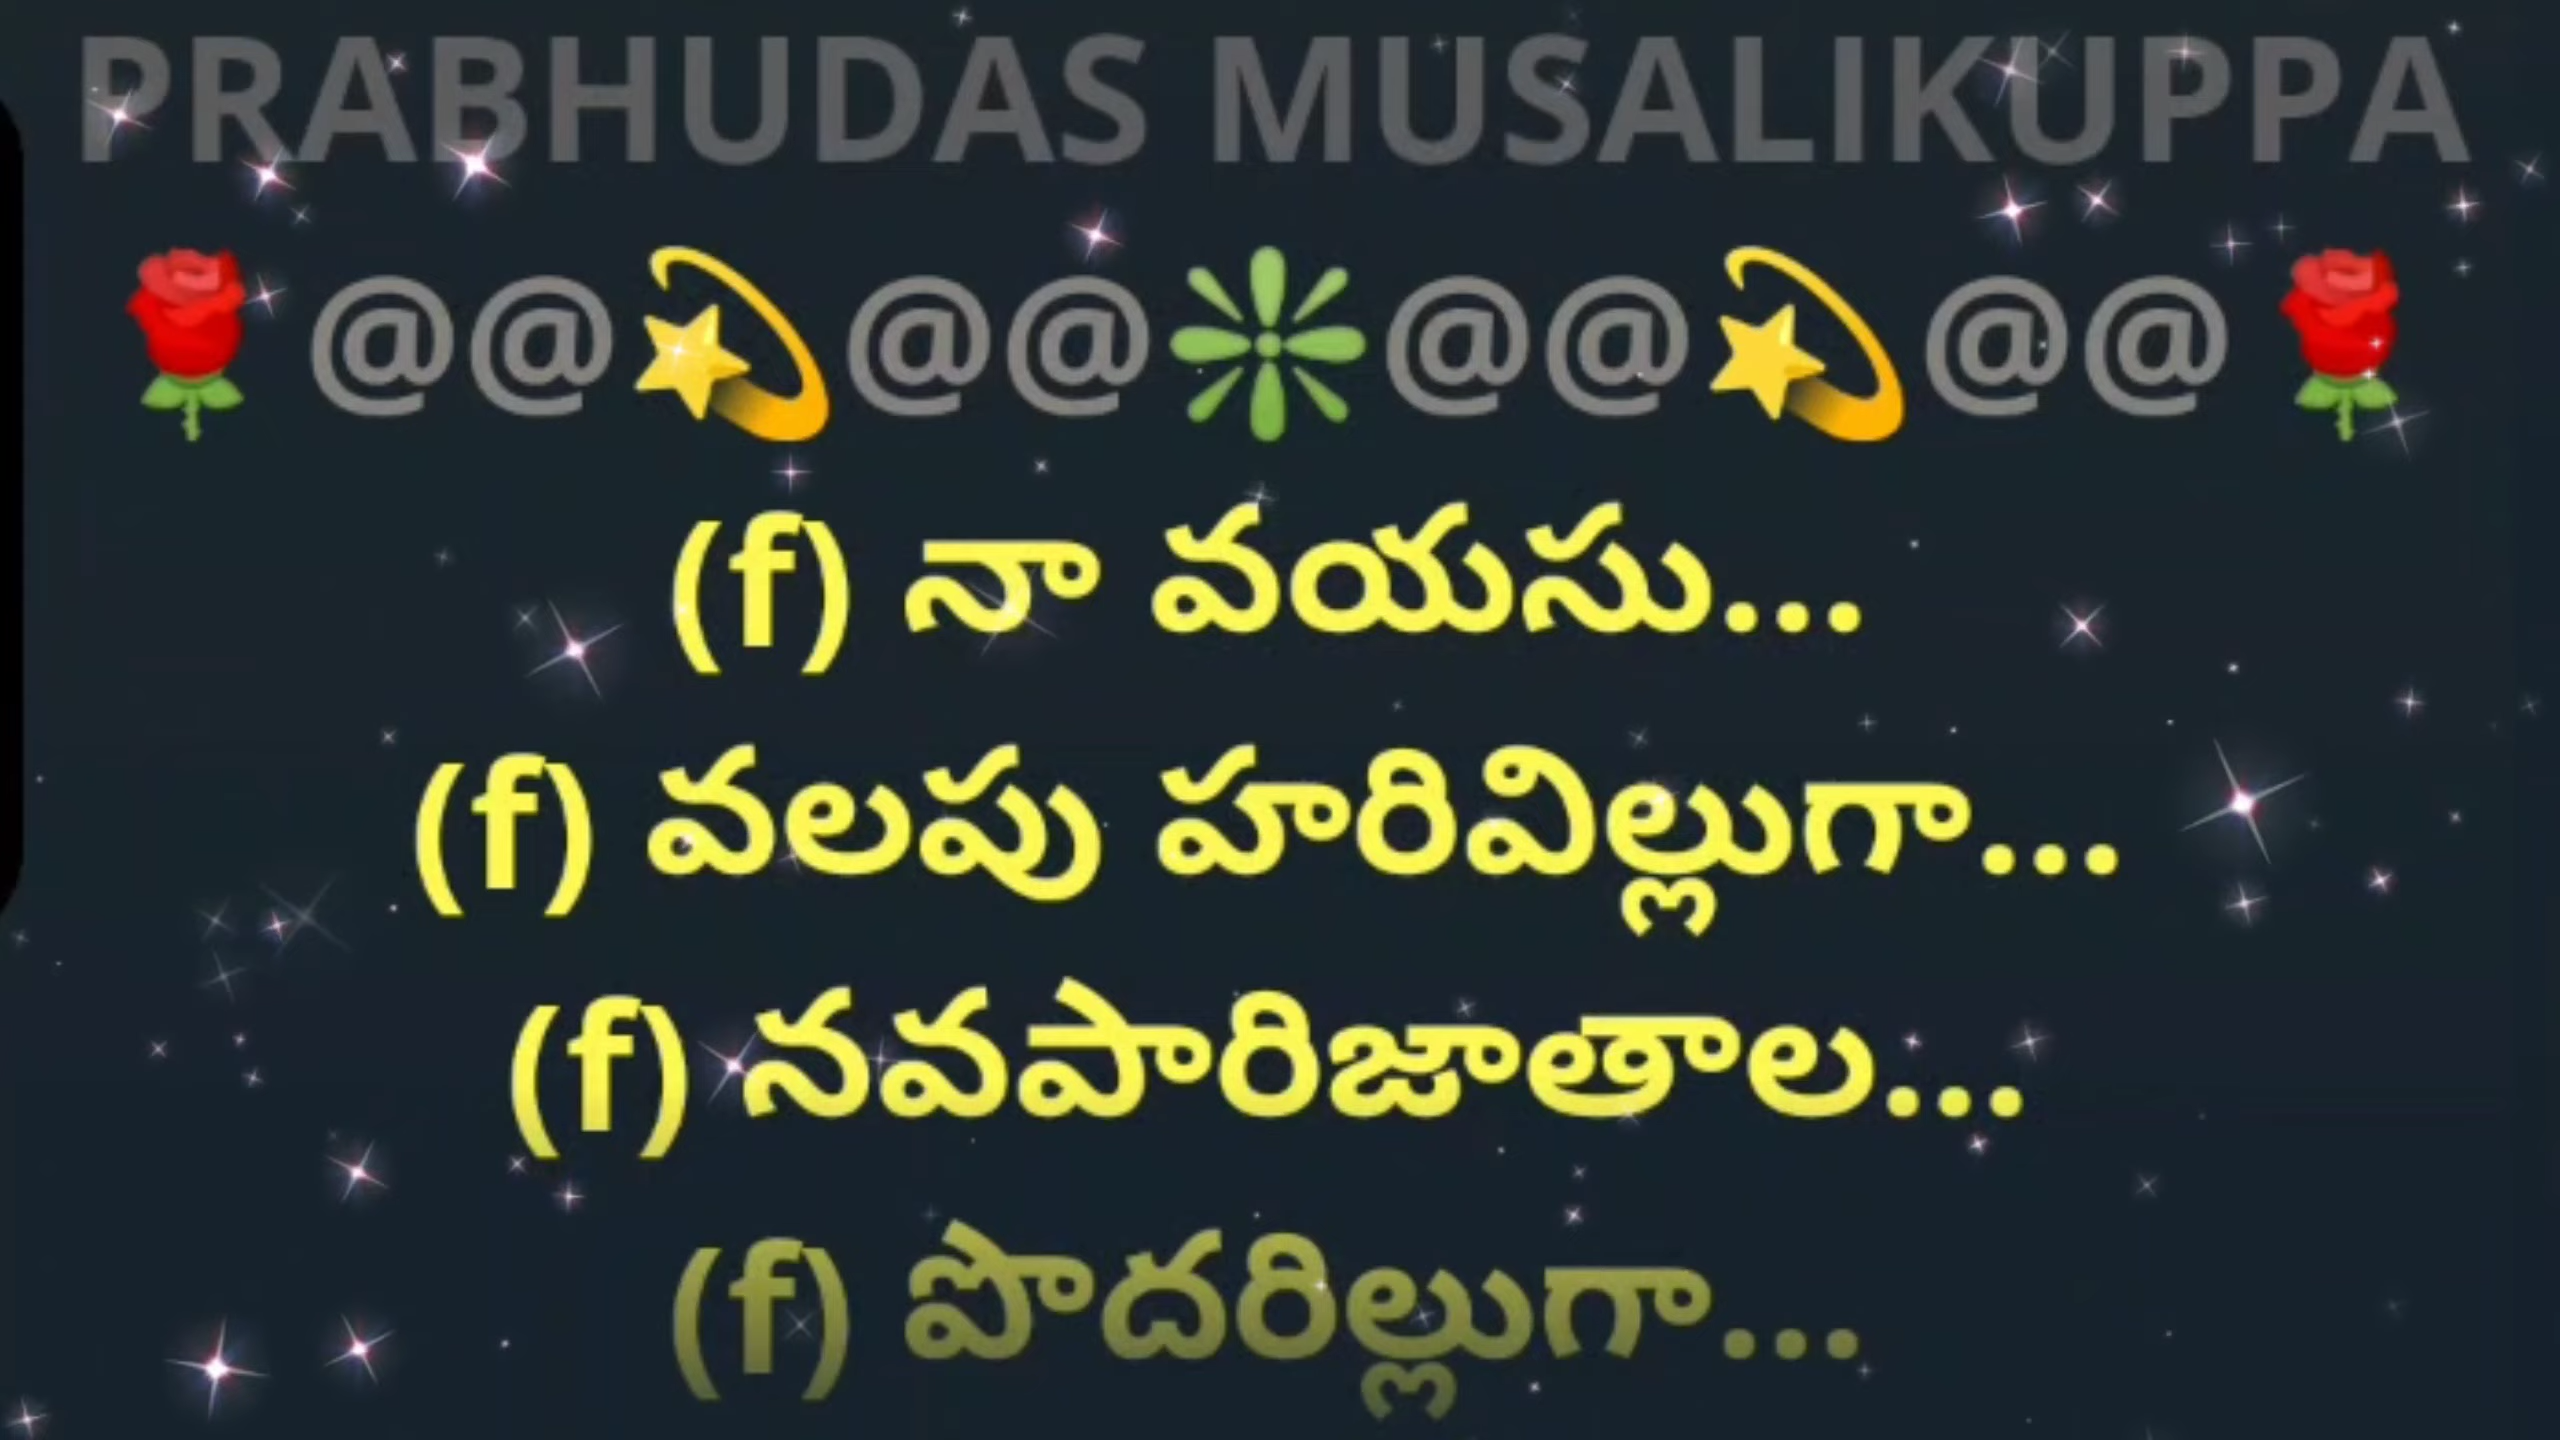 PRABHUDAS MUSALIKUPPA
🌹@@💫@@❇@@💫@@🌹
(f) నా వయసు...
(f) వలపు హరివిల్లుగా...
(f) నవపారిజాతాల...
(f) పొదరిల్లుగా...